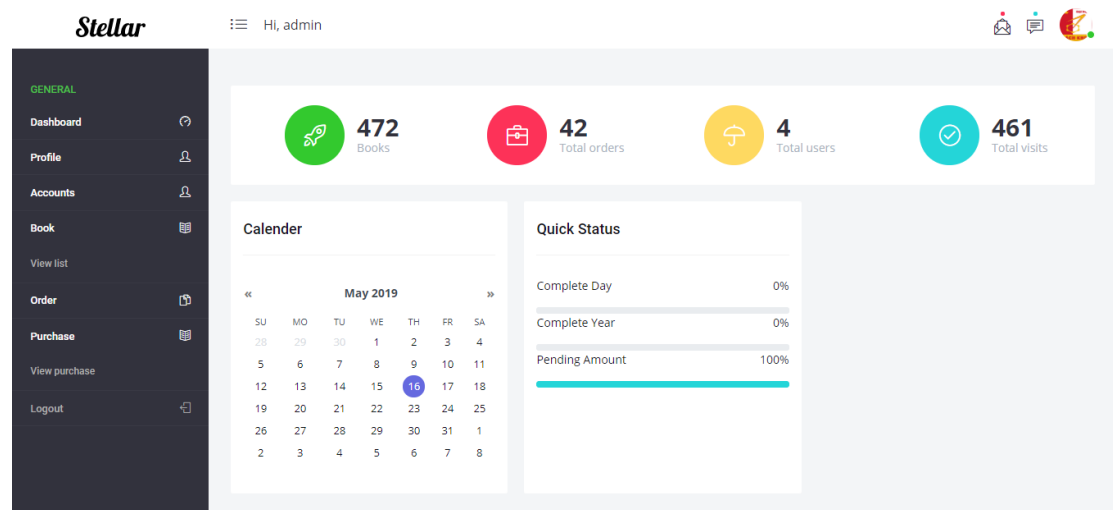 Stellar
Hi, admin
GENERAL
Dashboard
Profile
Accounts
Book
View list
Order
Purchase
View purchase
Logout
472
Books
42
Total orders
4
Total users
461
Total visits
Calender
« May 2019 »
SU MO TU WE TH FR SA
28 29 30 1 2 3 4
5 6 7 8 9 10 11
12 13 14 15 16 17 18
19 20 21 22 23 24 25
26 27 28 29 30 31 1
2 3 4 5 6 7 8
Quick Status
Complete Day 0%
Complete Year 0%
Pending Amount 100%